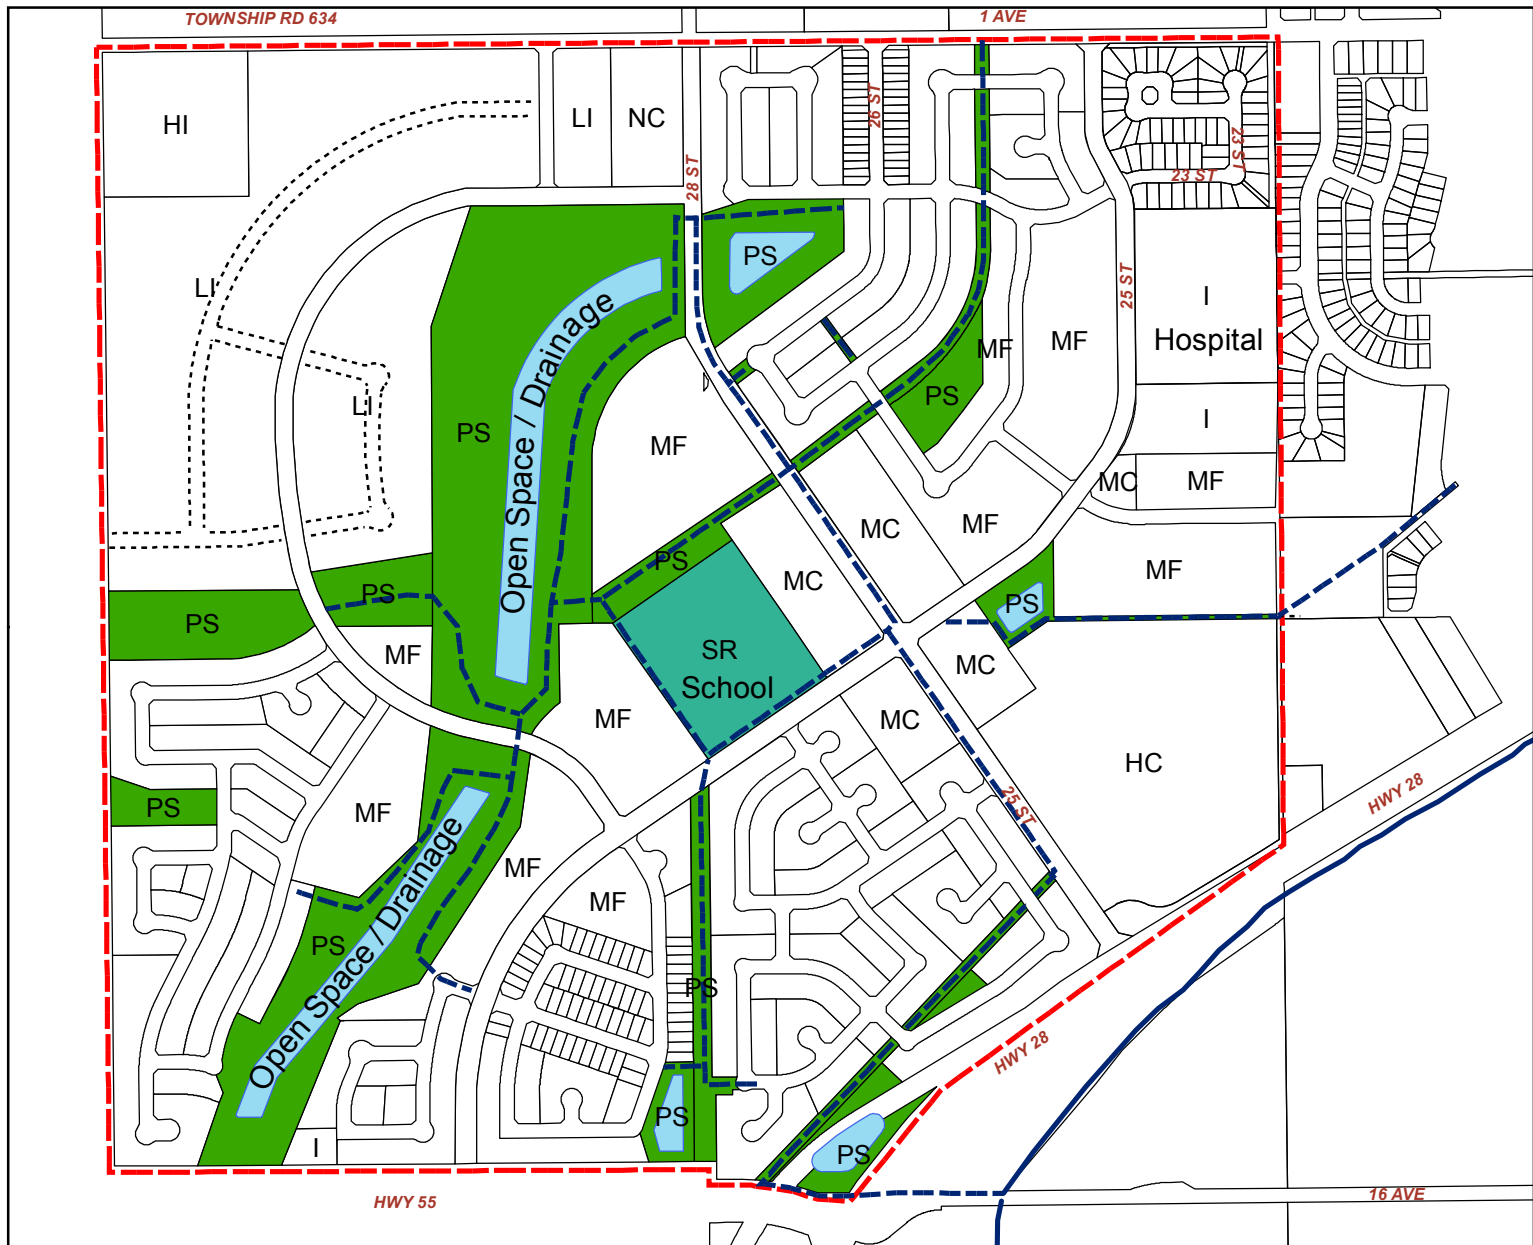 TOWNSHIP RD 634
1 AVE
HI
LI
NC
26 ST
23 ST
23 ST
28 ST
PS
LI
25 ST
I
Hospital
Open Space / Drainage
MF
MF
PS
LI
I
PS
MF
MC
MF
MC
MF
PS
MC
MF
PS
PS
PS
SR
School
MF
MC
MF
MC
HC
PS
MF
25 ST
HWY 28
Open Space / Drainage
MF
MF
PS
PS
HWY 28
PS
PS
I
HWY 55
16 AVE